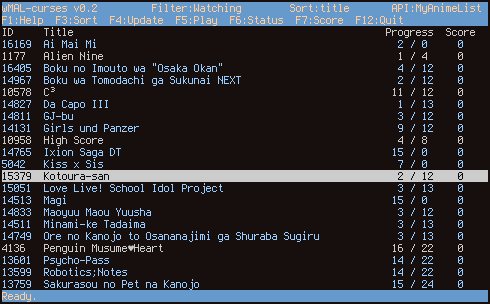 wMAL-curses v0.2 Filter:Watching Sort:title API:MyAnimeList
F1:Help F3:Sort F4:Update F5:Play F6:Status F7:Score F12:Quit
ID Title Progress Score
16169 Ai Mai Mi 2 / 0 0
1177 Alien Nine 1 / 4 0
16405 Boku no Imouto wa "Osaka Okan" 4 / 12 0
14967 Boku wa Tomodachi ga Sukunai NEXT 2 / 12 0
10578 C³ 11 / 12 0
14827 Da Capo III 1 / 13 0
14811 GJ-bu 3 / 12 0
14131 Girls und Panzer 9 / 12 0
10958 High Score 4 / 8 0
14765 Ixion Saga DT 15 / 0 0
5042 Kiss x Sis 7 / 0 0
15379 Kotoura-san 2 / 12 0
15051 Love Live! School Idol Project 3 / 13 0
14513 Magi 15 / 0 0
14833 Maoyuu Maou Yuusha 3 / 12 0
14511 Minami-ke Tadaima 3 / 13 0
14749 Ore no Kanojo to Osananajimi ga Shuraba Sugiru 3 / 13 0
4136 Penguin Musume♥Heart 16 / 22 0
13601 Psycho-Pass 14 / 22 0
13599 Robotics;Notes 14 / 22 0
13759 Sakurasou no Pet na Kanojo 15 / 24 0
Ready.